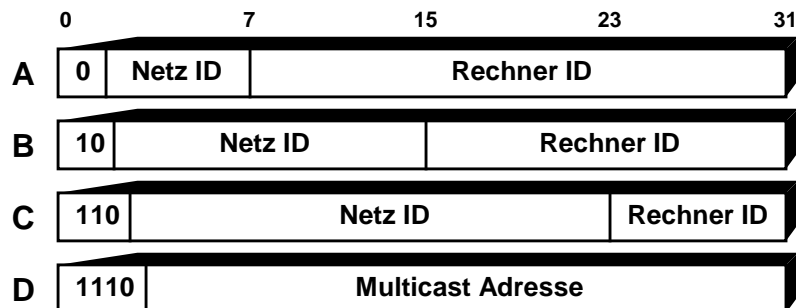 0 7 15 23 31
A 0 Netz ID Rechner ID
B 10 Netz ID Rechner ID
C 110 Netz ID Rechner ID
D 1110 Multicast Adresse